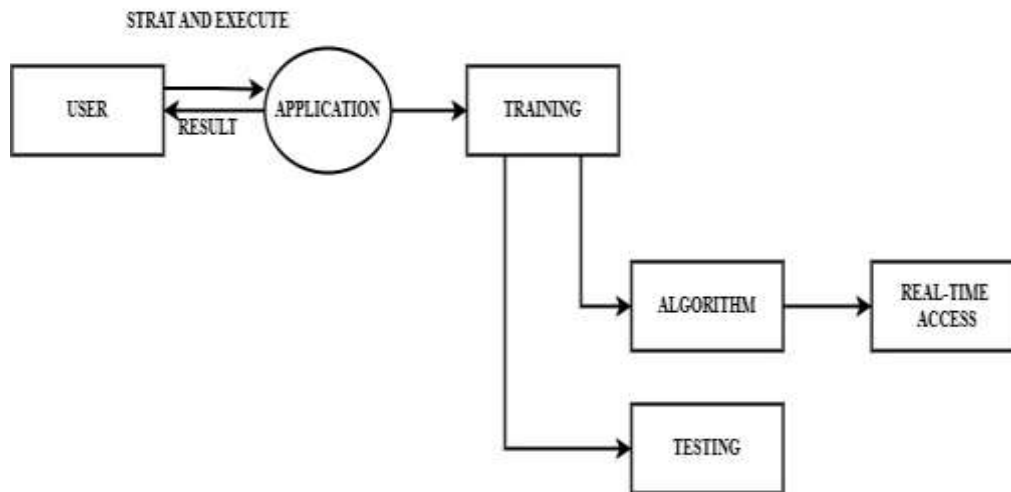 STRAT AND EXECUTE
USER
APPLICATION
TRAINING
RESULT
ALGORITHM
REAL-TIME
ACCESS
TESTING